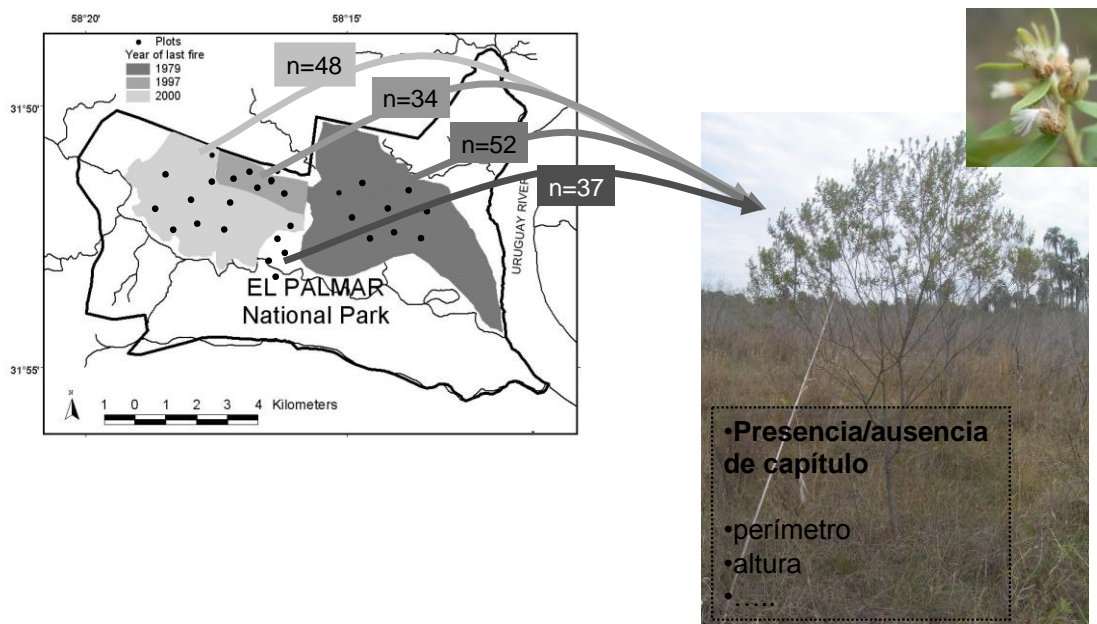 58°20'
58°15'
31°50'
31°55'
Plots
Year of last fire
1979
1997
2000
n=48
n=34
n=52
n=37
URUGUAY RIVER
EL PALMAR
National Park
N
1 0 1 2 3 4 Kilometers
•Presencia/ausencia
de capítulo
•perímetro
•altura
•…..